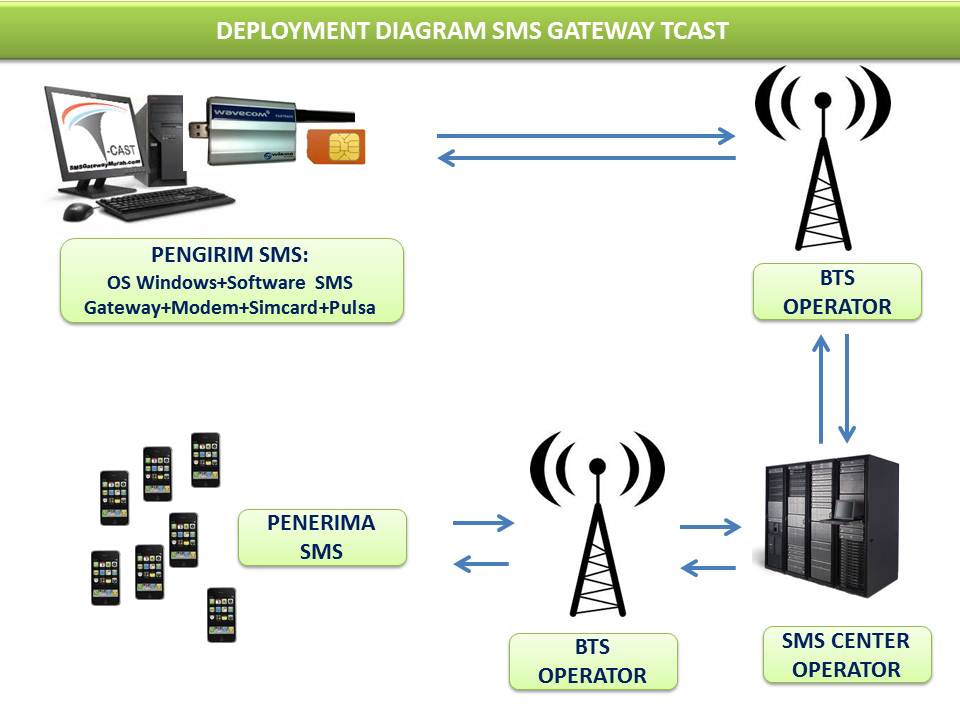 DEPLOYMENT DIAGRAM SMS GATEWAY TCAST
wavecom
-CAST
SMSGatewayMurah.com
PENGIRIM SMS:
OS Windows+Software SMS
Gateway+Modem+Simcard+Pulsa
BTS
OPERATOR
PENERIMA
SMS
BTS
OPERATOR
SMS CENTER
OPERATOR